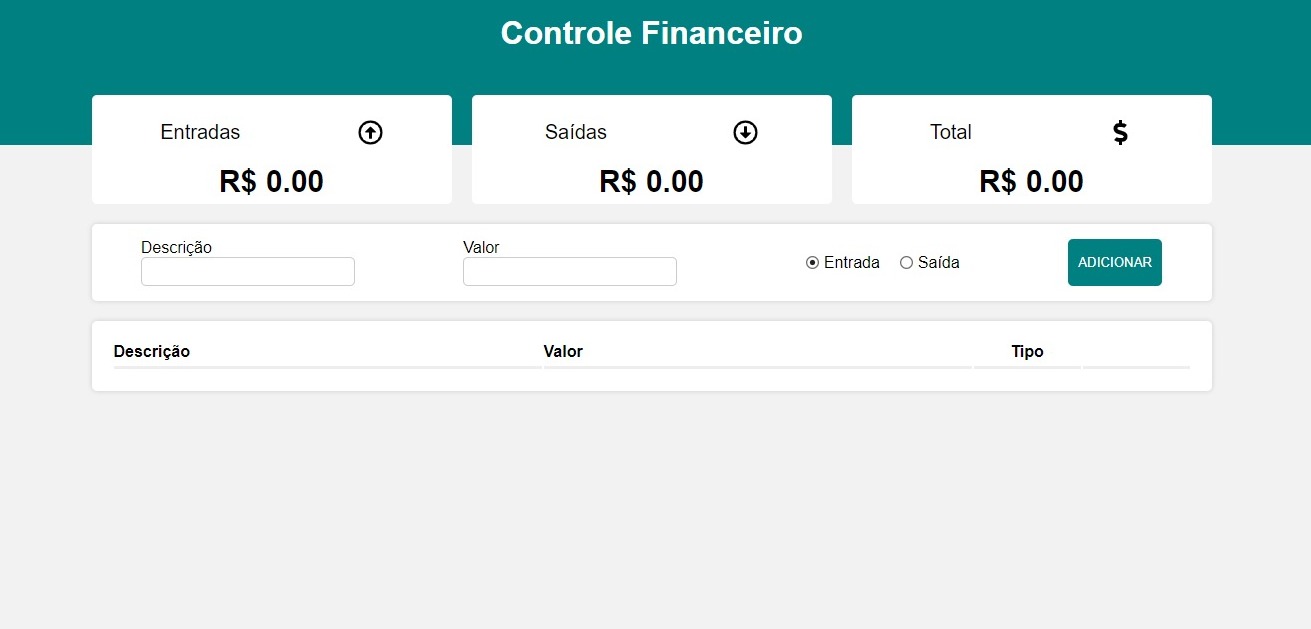 Controle Financeiro
Entradas
Saídas
Total $
R$ 0.00
R$ 0.00
R$ 0.00
Descrição
Valor
Entrada
Saída
ADICIONAR
Descrição
Valor
Tipo